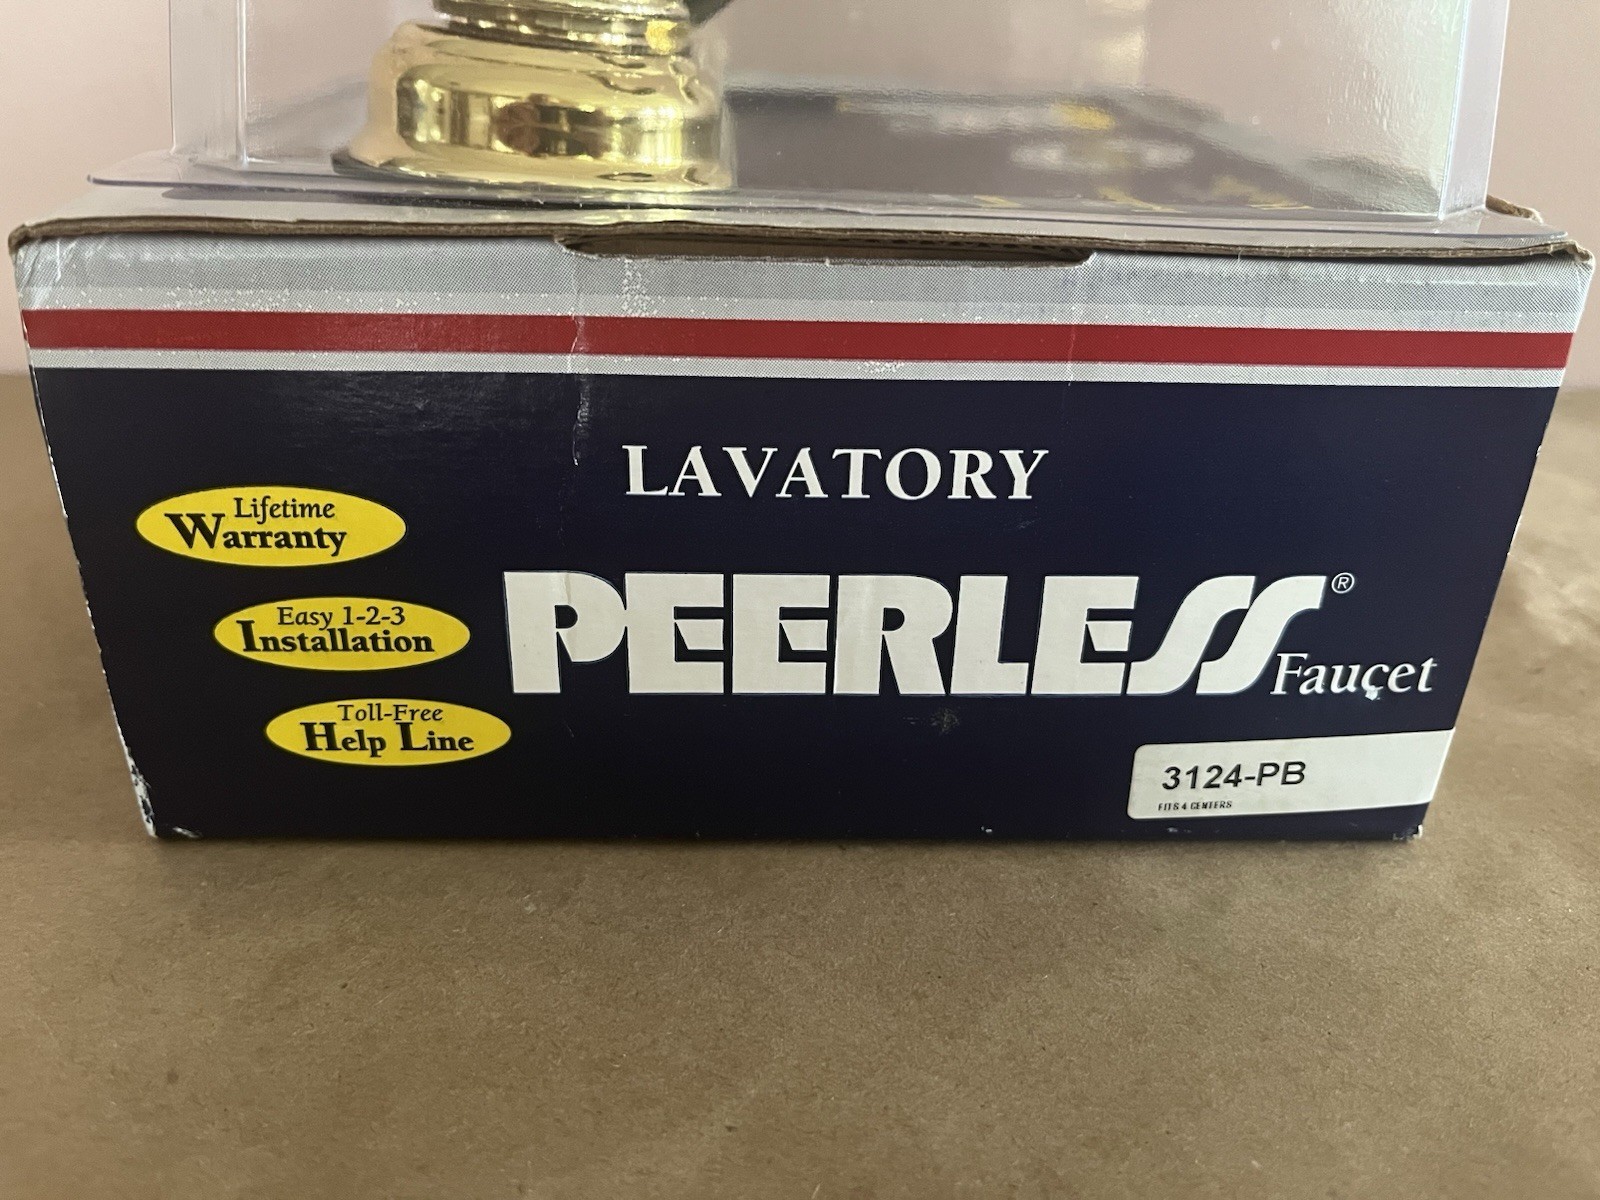 LAVATORY
Lifetime
Warranty
Easy 1-2-3
Installation
Toll-Free
Help Line
PEERLESS®
Faucet
3124-PB
FITS 4 CENTERS